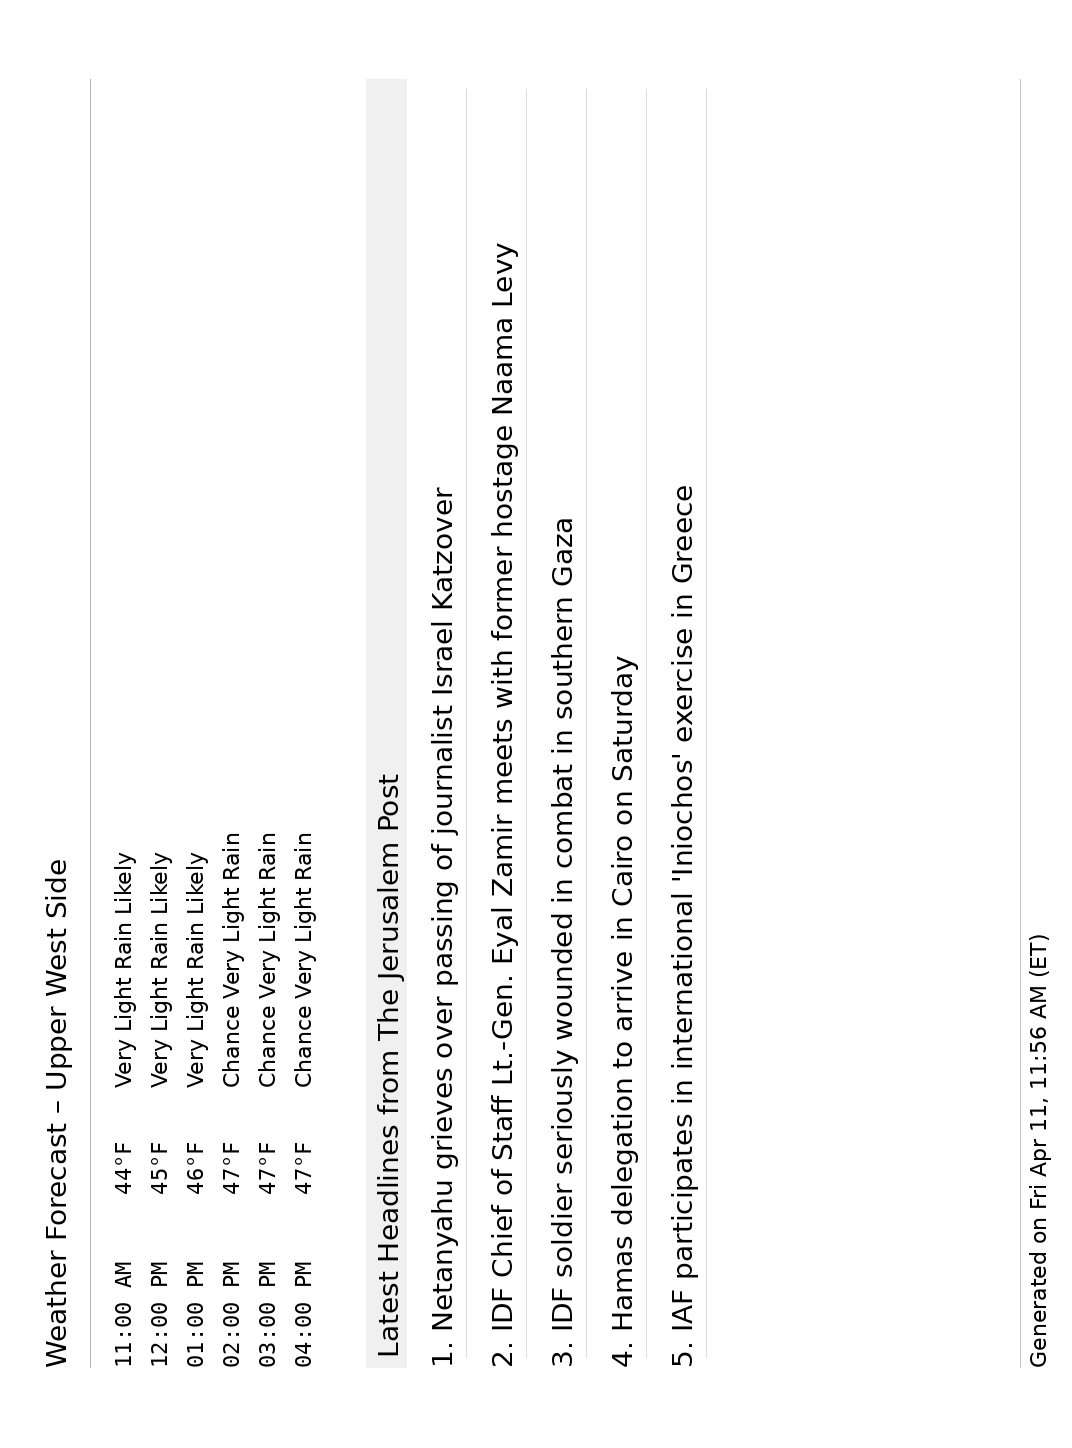 Weather Forecast – Upper West Side
11:00 AM 44°F Very Light Rain Likely
12:00 PM 45°F Very Light Rain Likely
01:00 PM 46°F Very Light Rain Likely
02:00 PM 47°F Chance Very Light Rain
03:00 PM 47°F Chance Very Light Rain
04:00 PM 47°F Chance Very Light Rain
Latest Headlines from The Jerusalem Post
1. Netanyahu grieves over passing of journalist Israel Katzover
2. IDF Chief of Staff Lt.-Gen. Eyal Zamir meets with former hostage Naama Levy
3. IDF soldier seriously wounded in combat in southern Gaza
4. Hamas delegation to arrive in Cairo on Saturday
5. IAF participates in international 'Iniochos' exercise in Greece
Generated on Fri Apr 11, 11:56 AM (ET)